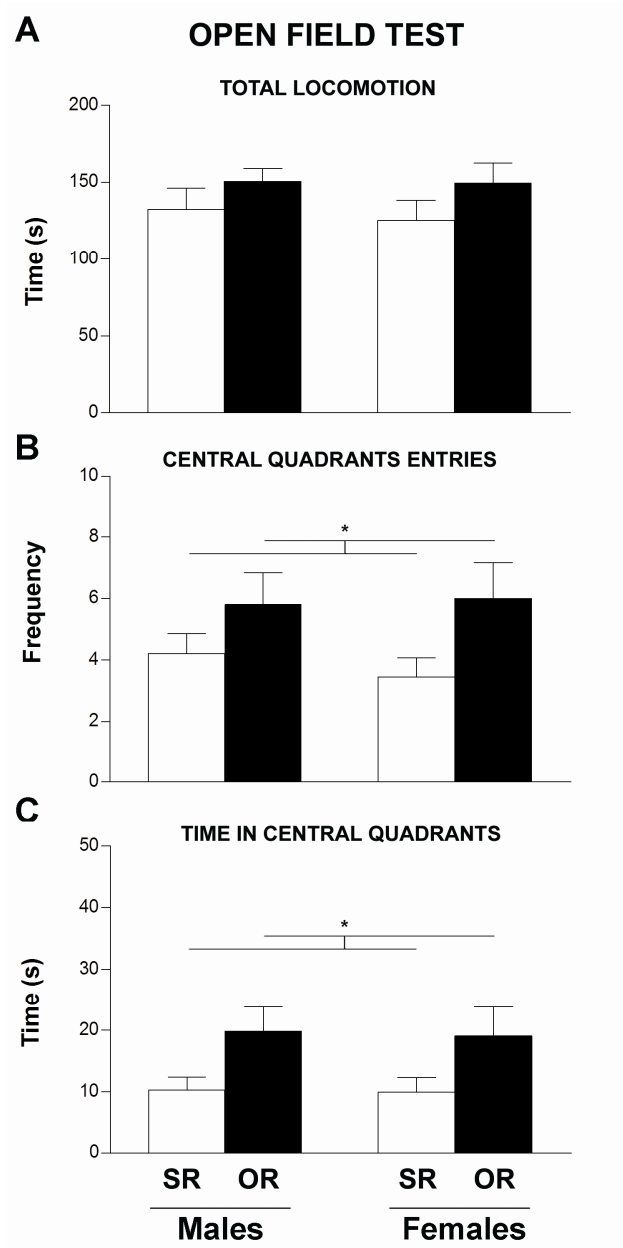 A
OPEN FIELD TEST
TOTAL LOCOMOTION
200
150
100
50
0
Time (s)
B
CENTRAL QUADRANTS ENTRIES
10
8
6
4
2
0
Frequency
*
C
TIME IN CENTRAL QUADRANTS
50
40
30
20
10
0
Time (s)
*
SR OR SR OR
Males Females